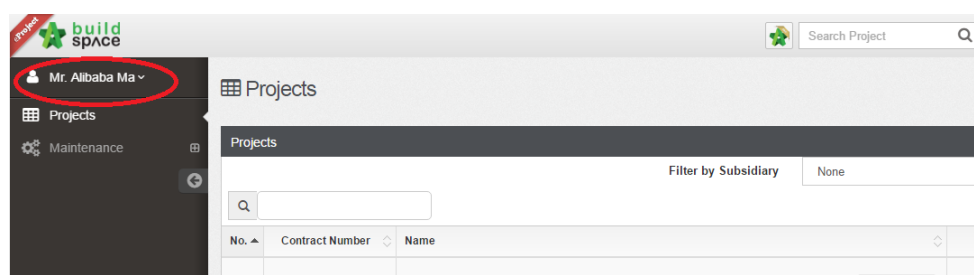 eProject
build
space
Search Project
Mr. Alibaba Ma
Projects
Projects
Maintenance
Projects
Filter by Subsidiary
None
No.
Contract Number
Name